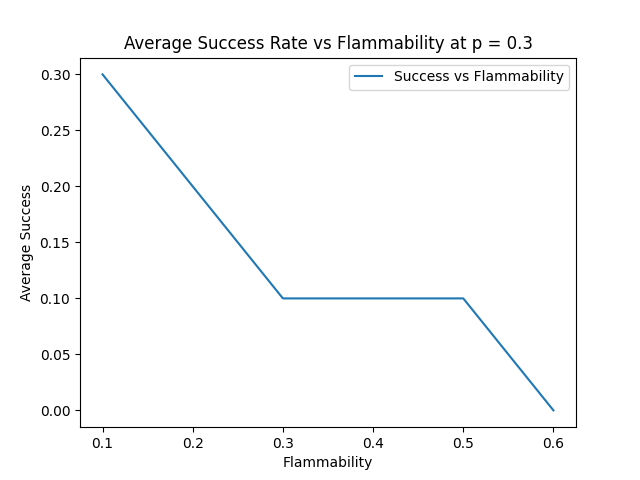 Average Success Rate vs Flammability at p = 0.3
Success vs Flammability
Average Success
0.30
0.25
0.20
0.15
0.10
0.05
0.00
0.1 0.2 0.3 0.4 0.5 0.6
Flammability